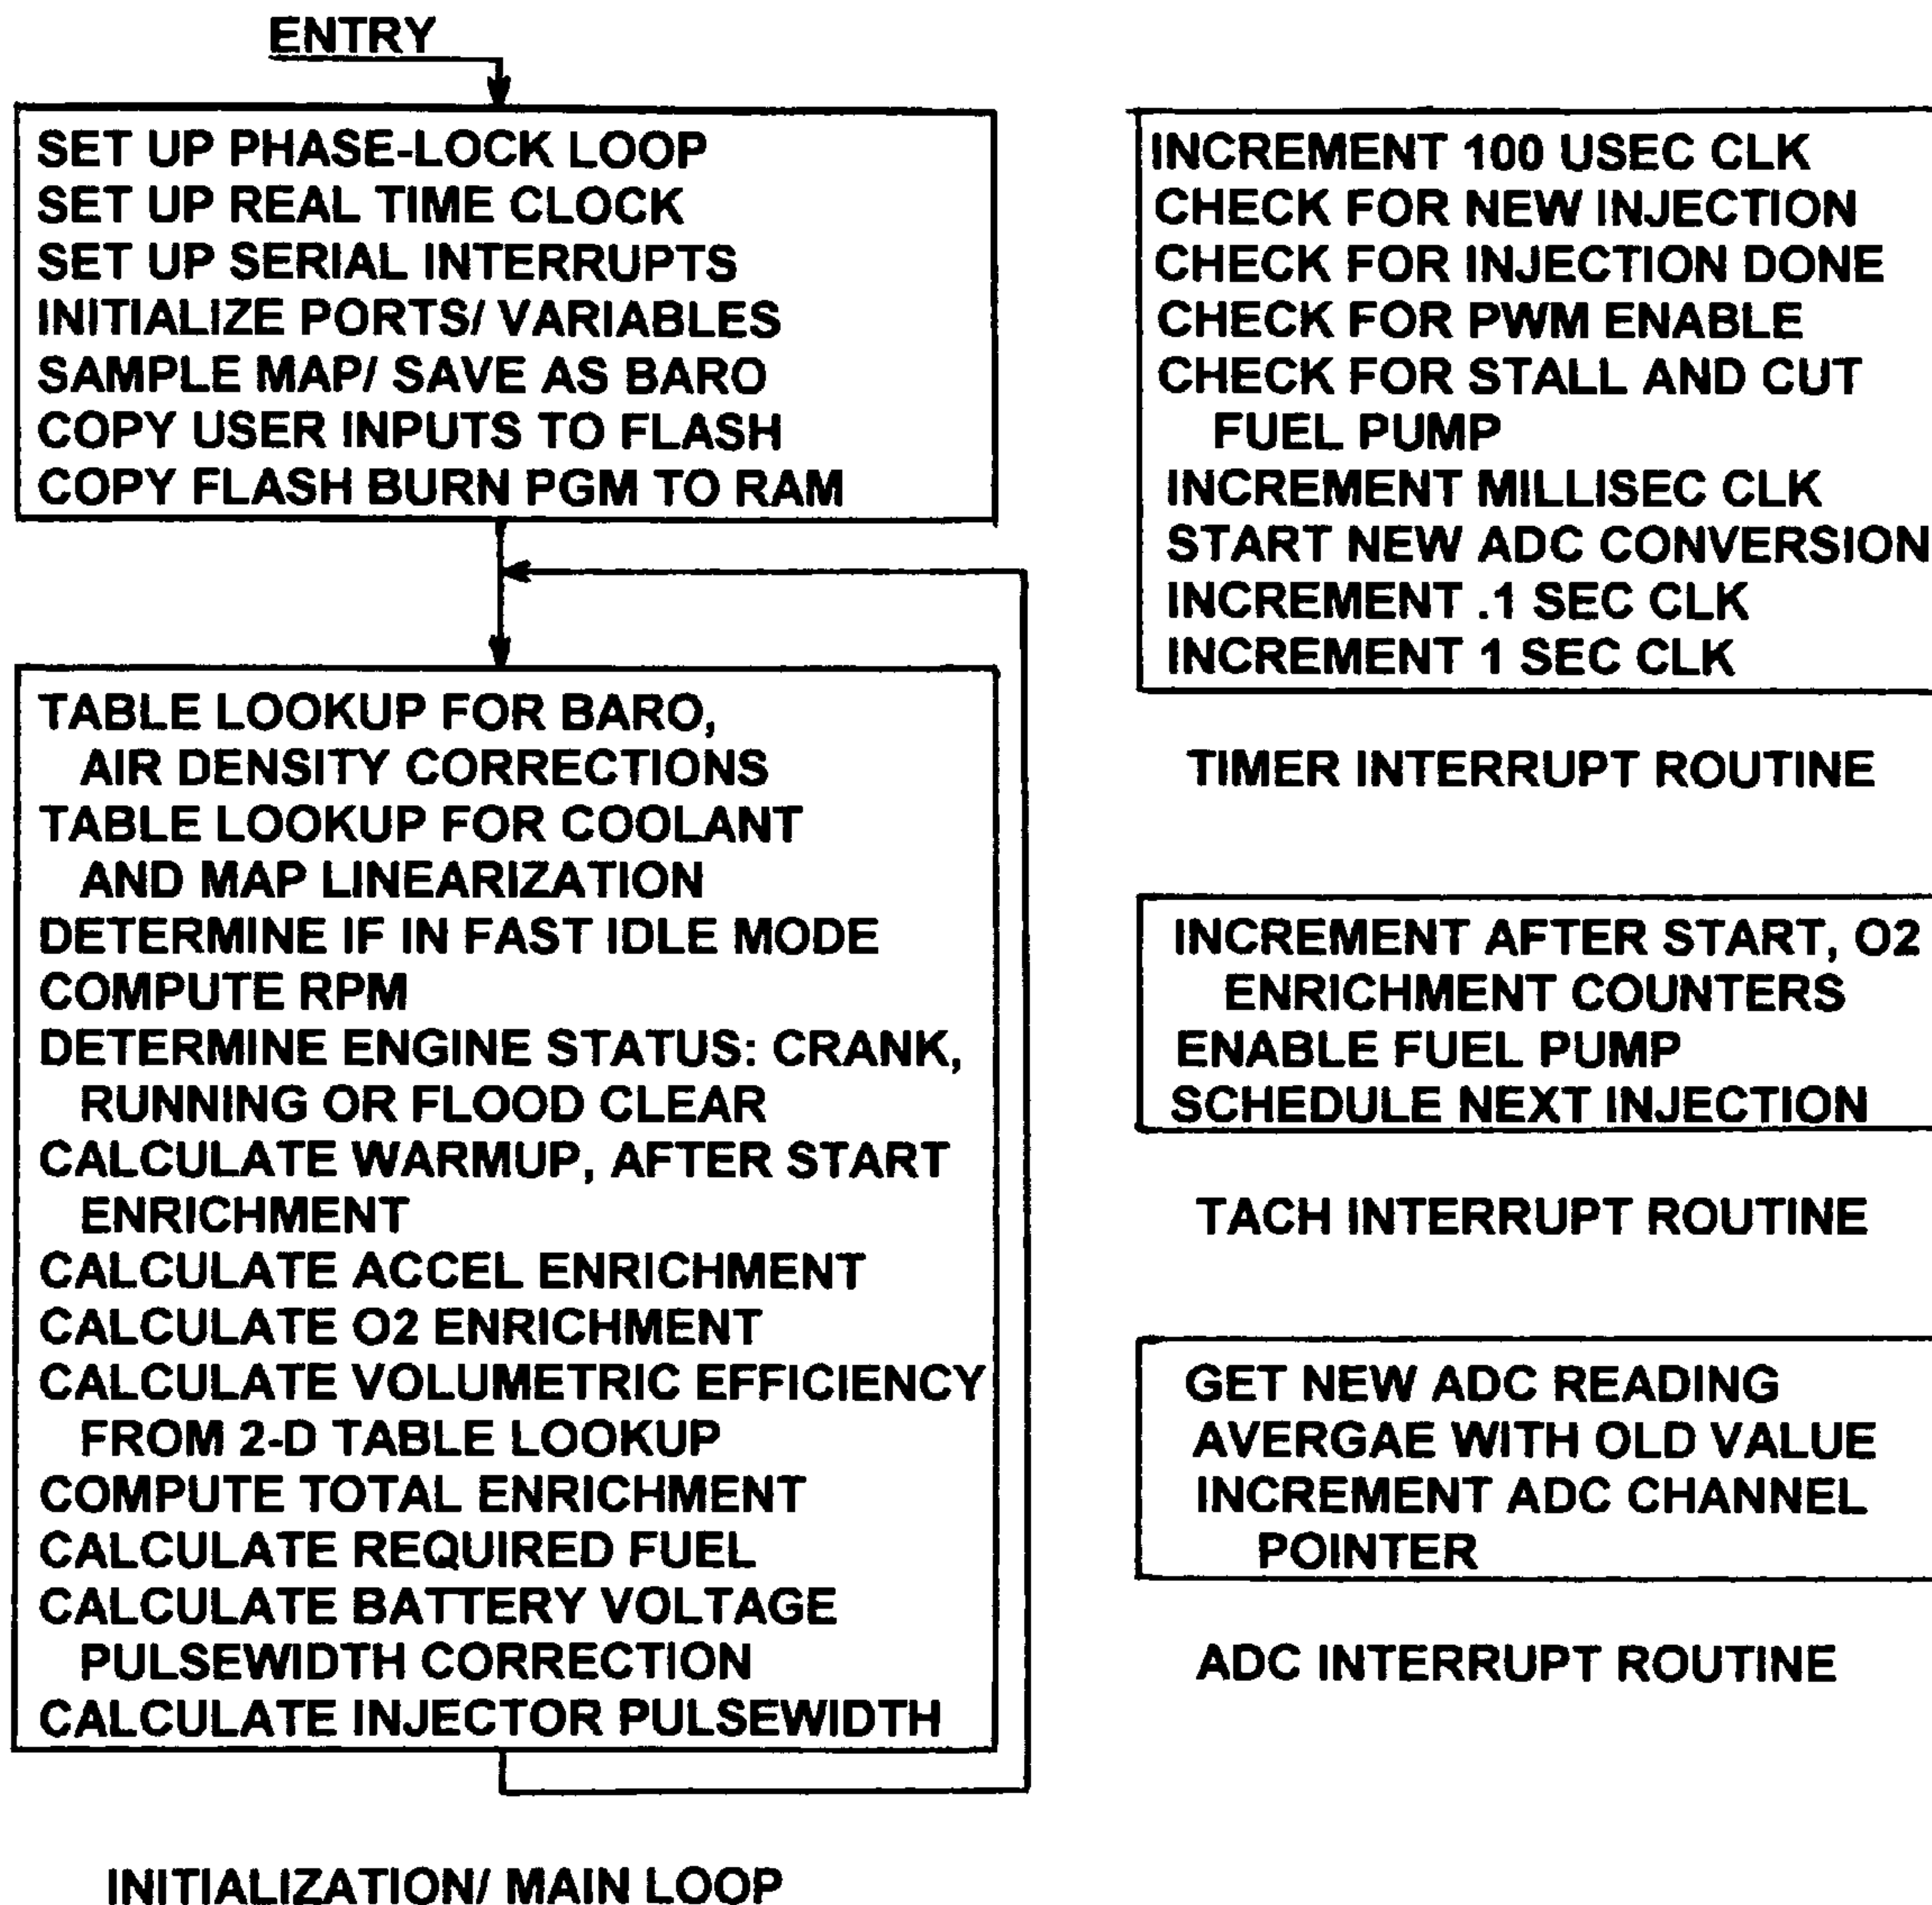 ENTRY
SET UP PHASE-LOCK LOOP
SET UP REAL TIME CLOCK
SET UP SERIAL INTERRUPTS
INITIALIZE PORTS/ VARIABLES
SAMPLE MAP/ SAVE AS BARO
COPY USER INPUTS TO FLASH
COPY FLASH BURN PGM TO RAM
TABLE LOOKUP FOR BARO,
AIR DENSITY CORRECTIONS
TABLE LOOKUP FOR COOLANT
AND MAP LINEARIZATION
DETERMINE IF IN FAST IDLE MODE
COMPUTE RPM
DETERMINE ENGINE STATUS: CRANK,
RUNNING OR FLOOD CLEAR
CALCULATE WARMUP, AFTER START
ENRICHMENT
CALCULATE ACCEL ENRICHMENT
CALCULATE O2 ENRICHMENT
CALCULATE VOLUMETRIC EFFICIENCY
FROM 2-D TABLE LOOKUP
COMPUTE TOTAL ENRICHMENT
CALCULATE REQUIRED FUEL
CALCULATE BATTERY VOLTAGE
PULSEWIDTH CORRECTION
CALCULATE INJECTOR PULSEWIDTH
INITIALIZATION/ MAIN LOOP
INCREMENT 100 USEC CLK
CHECK FOR NEW INJECTION
CHECK FOR INJECTION DONE
CHECK FOR PWM ENABLE
CHECK FOR STALL AND CUT
FUEL PUMP
INCREMENT MILLISEC CLK
START NEW ADC CONVERSION
INCREMENT .1 SEC CLK
INCREMENT 1 SEC CLK
TIMER INTERRUPT ROUTINE
INCREMENT AFTER START, O2
ENRICHMENT COUNTERS
ENABLE FUEL PUMP
SCHEDULE NEXT INJECTION
TACH INTERRUPT ROUTINE
GET NEW ADC READING
AVERGAE WITH OLD VALUE
INCREMENT ADC CHANNEL
POINTER
ADC INTERRUPT ROUTINE